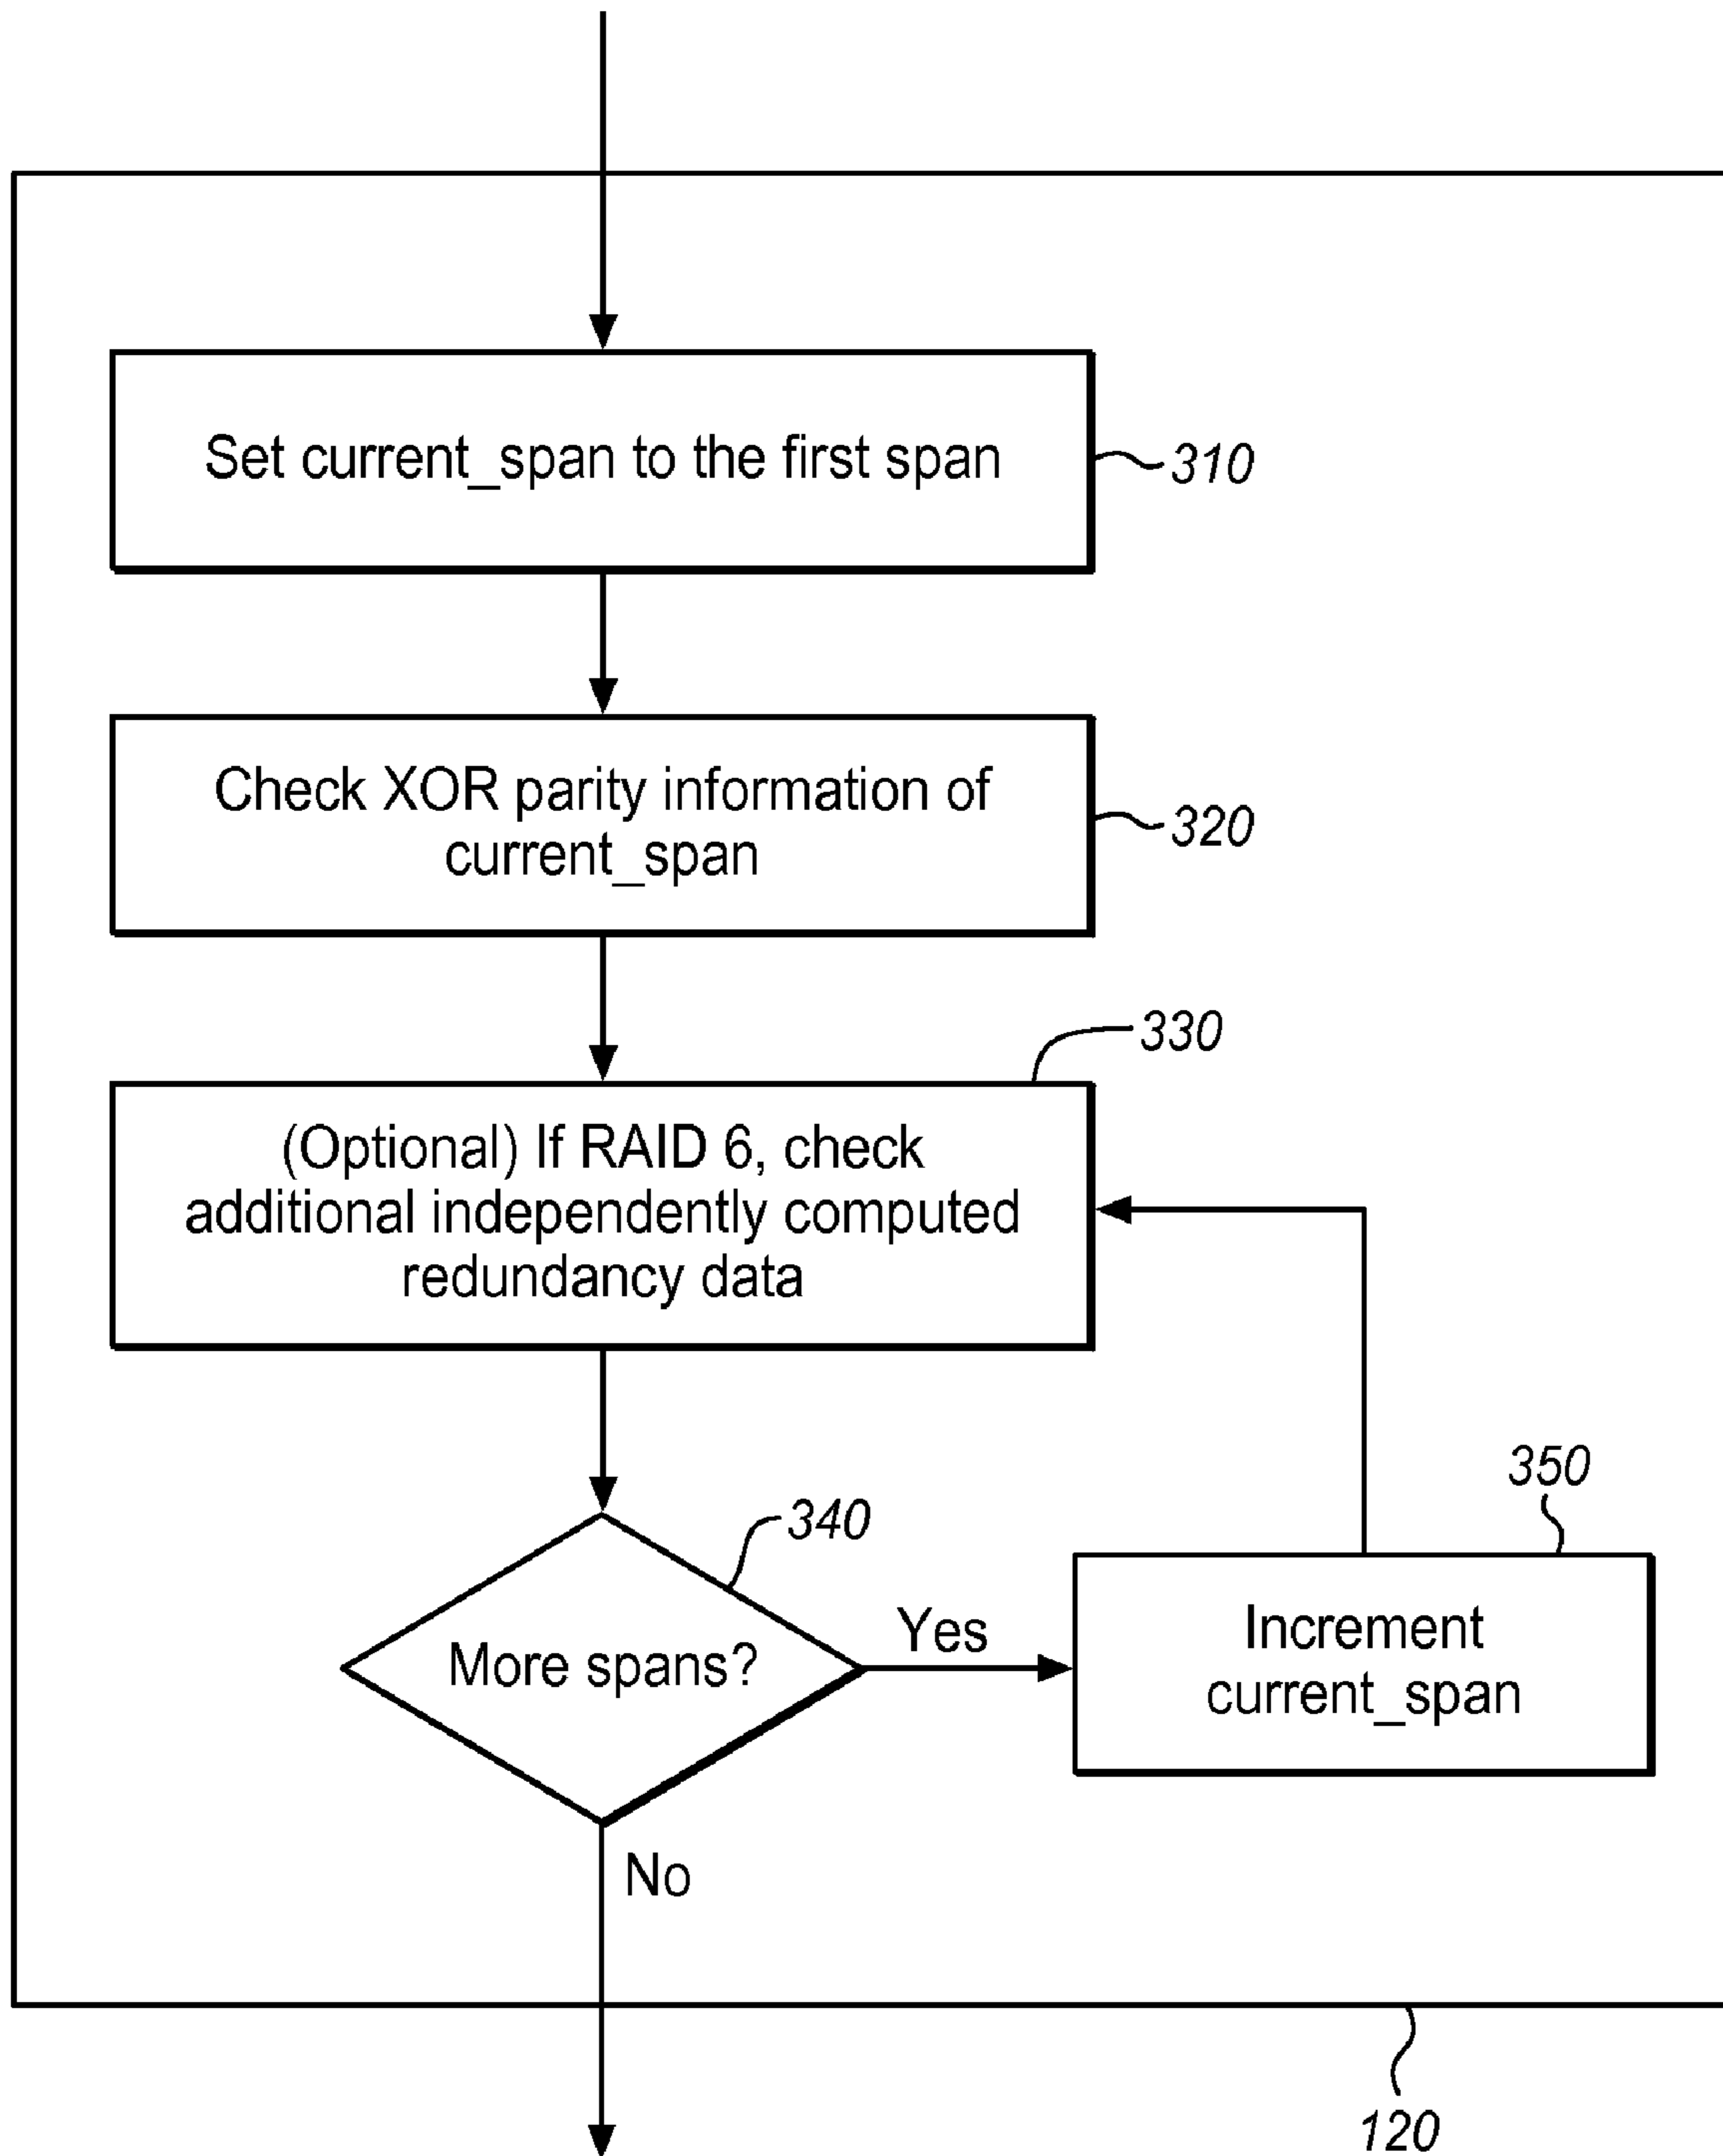 Set current_span to the first span
310
Check XOR parity information of
current_span
320
330
(Optional) If RAID 6, check
additional independently computed
redundancy data
340
More spans?
Yes
350
Increment
current_span
No
120